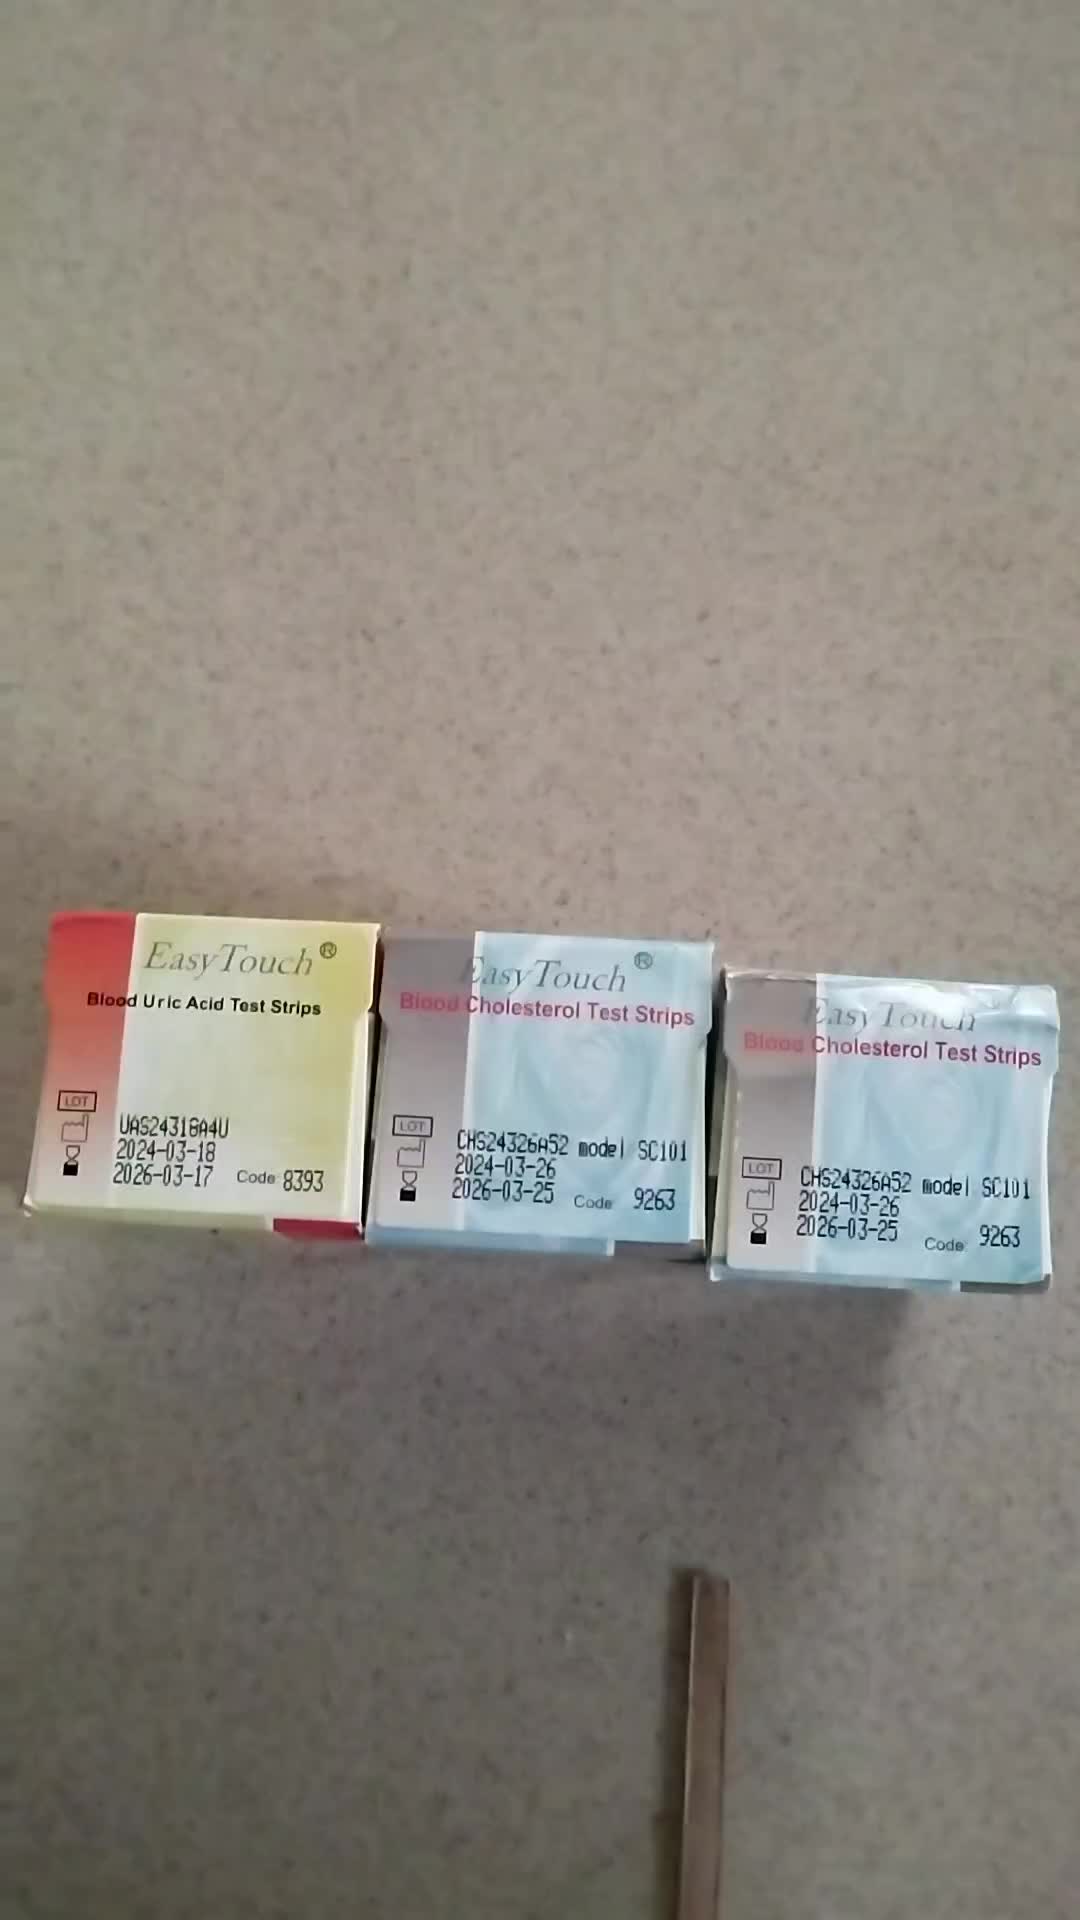 EasyTouch®
Blood Uric Acid Test Strips
LOT
UAS24318A4U
2024-03-18
2026-03-17 Code 8393
EasyTouch®
Blood Cholesterol Test Strips
LOT
CHS24326A52 model SC101
2024-03-26
2026-03-25 Code 9263
EasyTouch
Blood Cholesterol Test Strips
LOT
CHS24326A52 model SC101
2024-03-26
2026-03-25 Code 9263